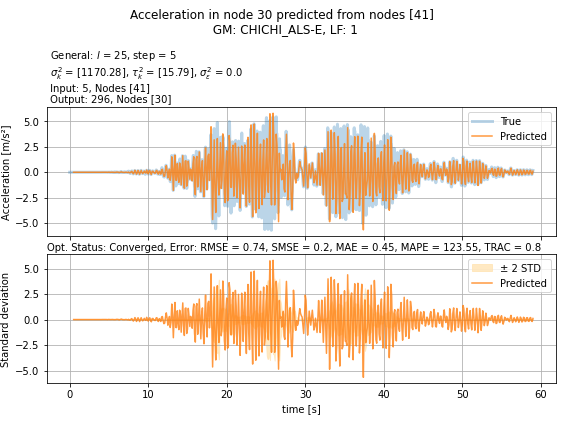 Acceleration in node 30 predicted from nodes [41]
GM: CHICHI_ALS-E, LF: 1
General: l = 25, step = 5
σ²ₖ = [1170.28], τ²ₖ = [15.79], σ²ε = 0.0
Input: 5, Nodes [41]
Output: 296, Nodes [30]
Acceleration [m/s²]
5.0
2.5
0.0
−2.5
−5.0
True
Predicted
Opt. Status: Converged, Error: RMSE = 0.74, SMSE = 0.2, MAE = 0.45, MAPE = 123.55, TRAC = 0.8
Standard deviation
5.0
2.5
0.0
−2.5
−5.0
± 2 STD
Predicted
0 10 20 30 40 50 60
time [s]